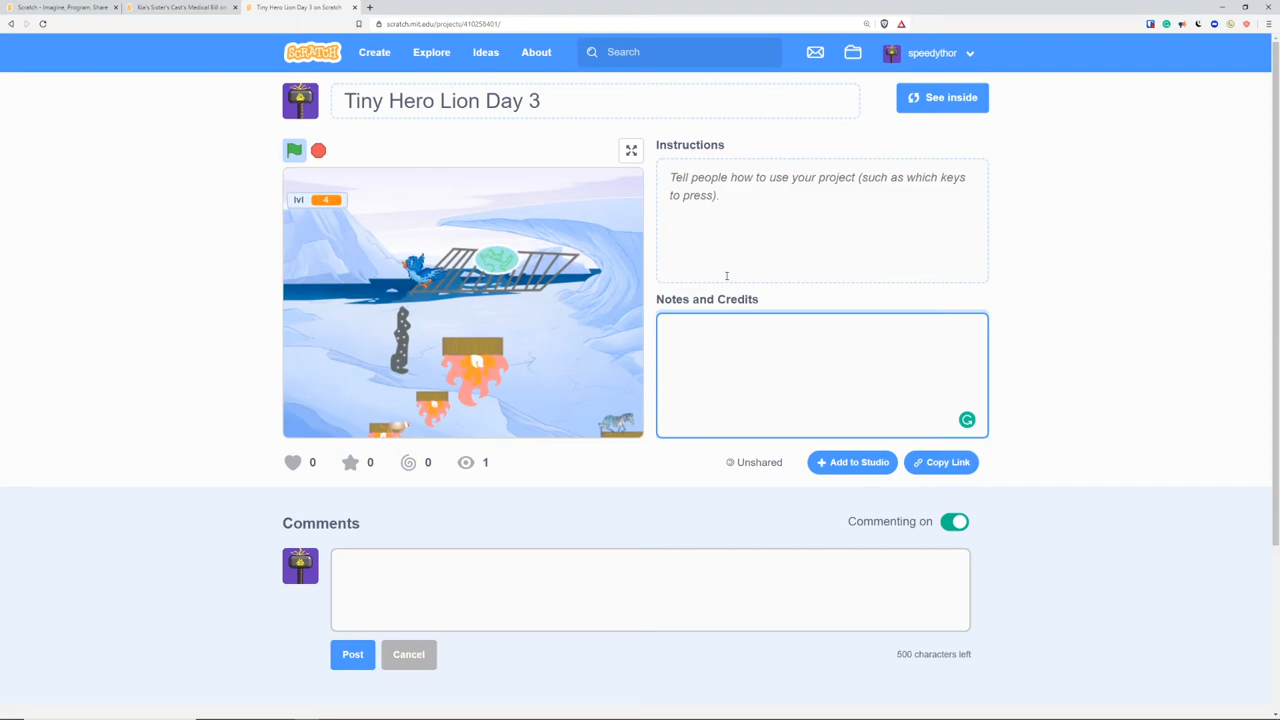 Scratch - Imagine, Program, Share
Kia's Sister's Cast's Medical Bill on
Tiny Hero Lion Day 3 on Scratch
scratch.mit.edu/projects/410258401/
SCRATCH
Create
Explore
Ideas
About
Search
speedythor
Tiny Hero Lion Day 3
See inside
Instructions
Tell people how to use your project (such as which keys
to press).
lvl 4
Notes and Credits
0
0
0
1
Unshared
Add to Studio
Copy Link
Comments
Commenting on
Post
Cancel
500 characters left